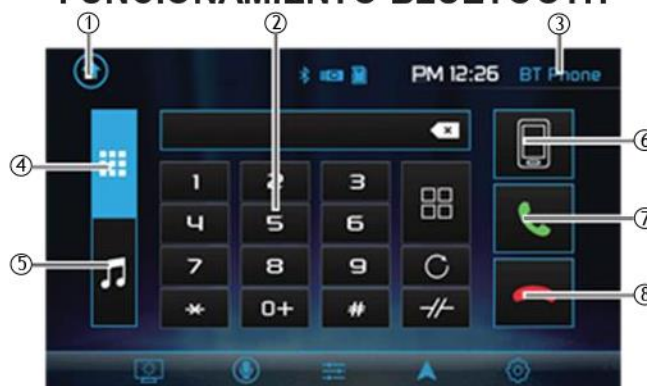 FUNCIONAMIENTO BLUETOOTH
① ② ③
PM 12:26 BT Phone
④ ⑥
1 2 3
4 5 6
⑦
⑤ 7 8 9
* 0+ #
⑧